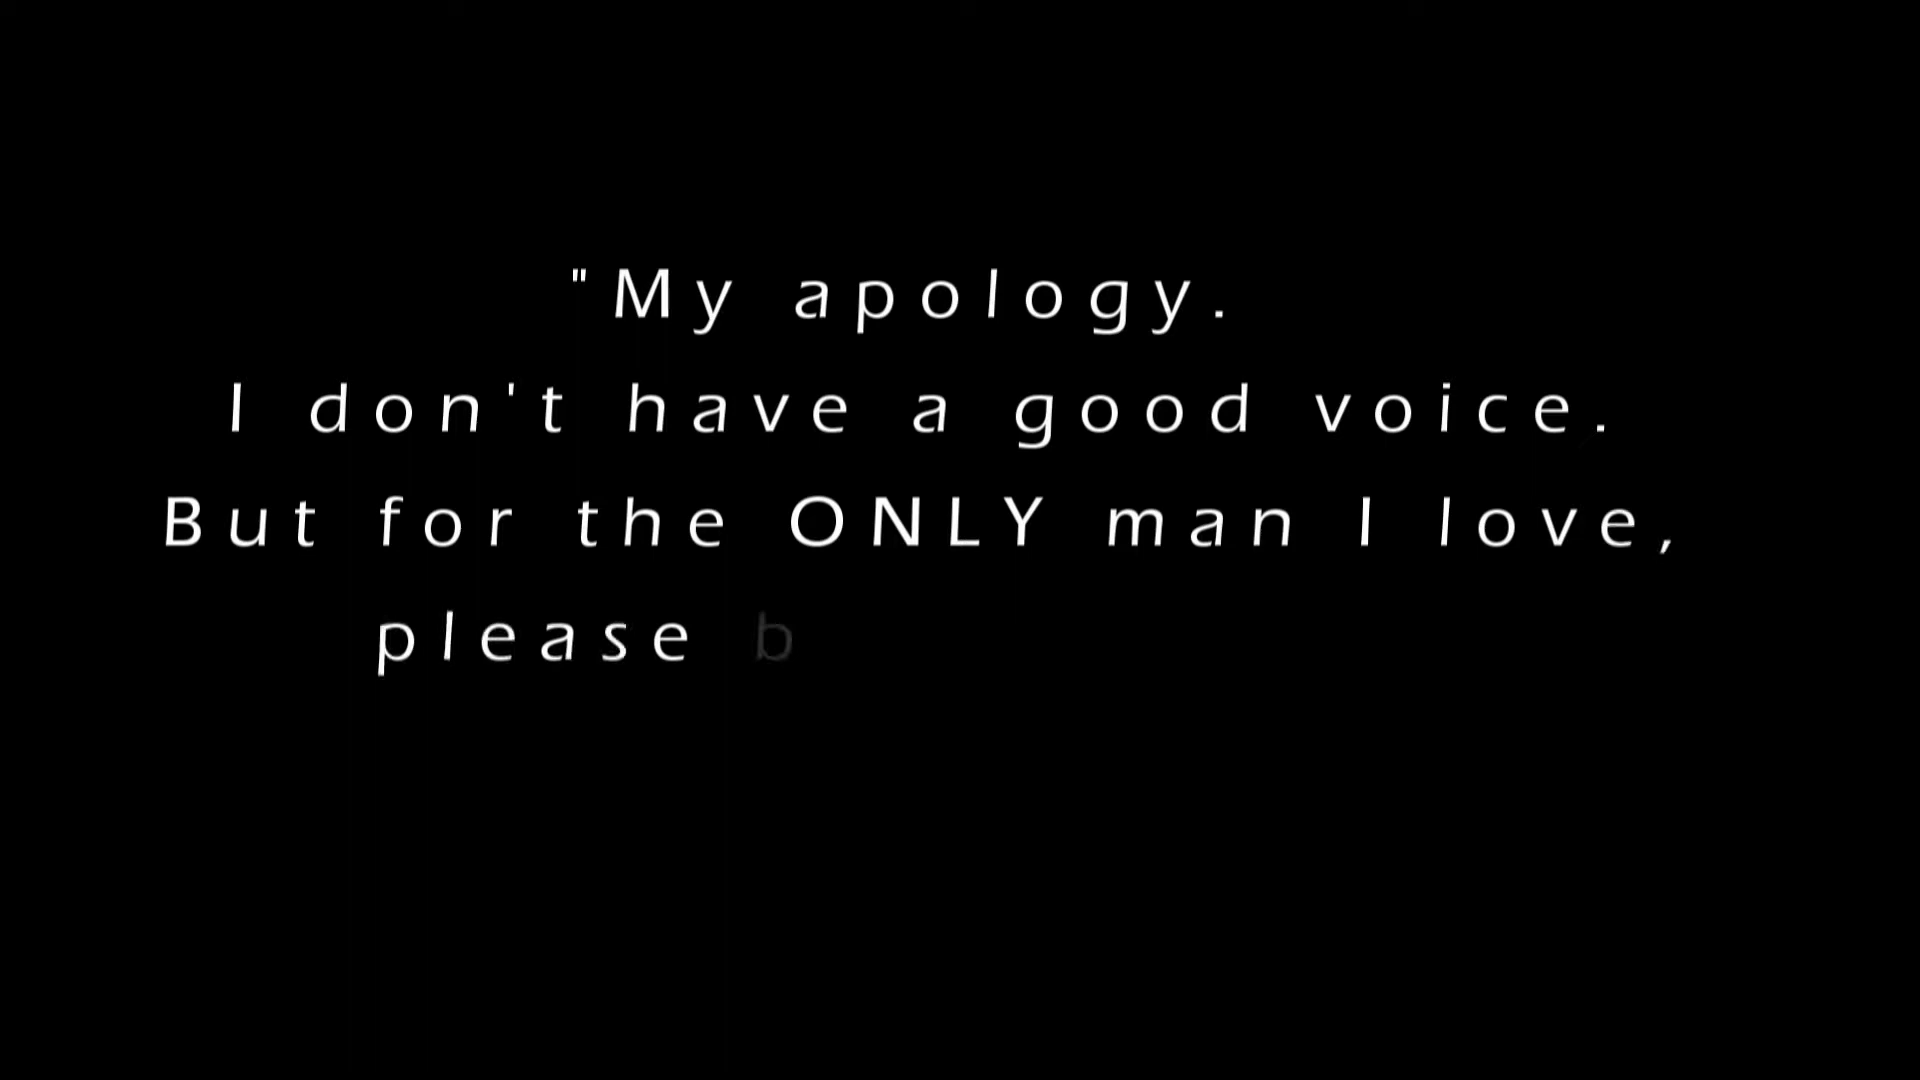 "My apology.
I don't have a good voice.
But for the ONLY man I love,
please b